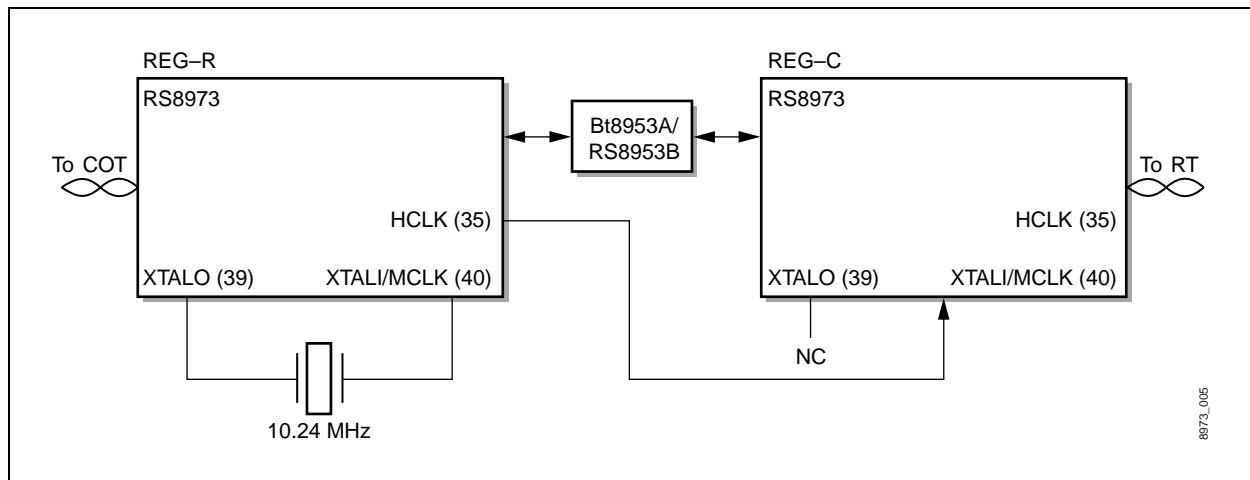 REG–R
RS8973
To COT
HCLK (35)
XTALO (39)
XTALI/MCLK (40)
10.24 MHz
Bt8953A/
RS8953B
REG–C
RS8973
To RT
HCLK (35)
XTALO (39)
XTALI/MCLK (40)
NC
8973_005